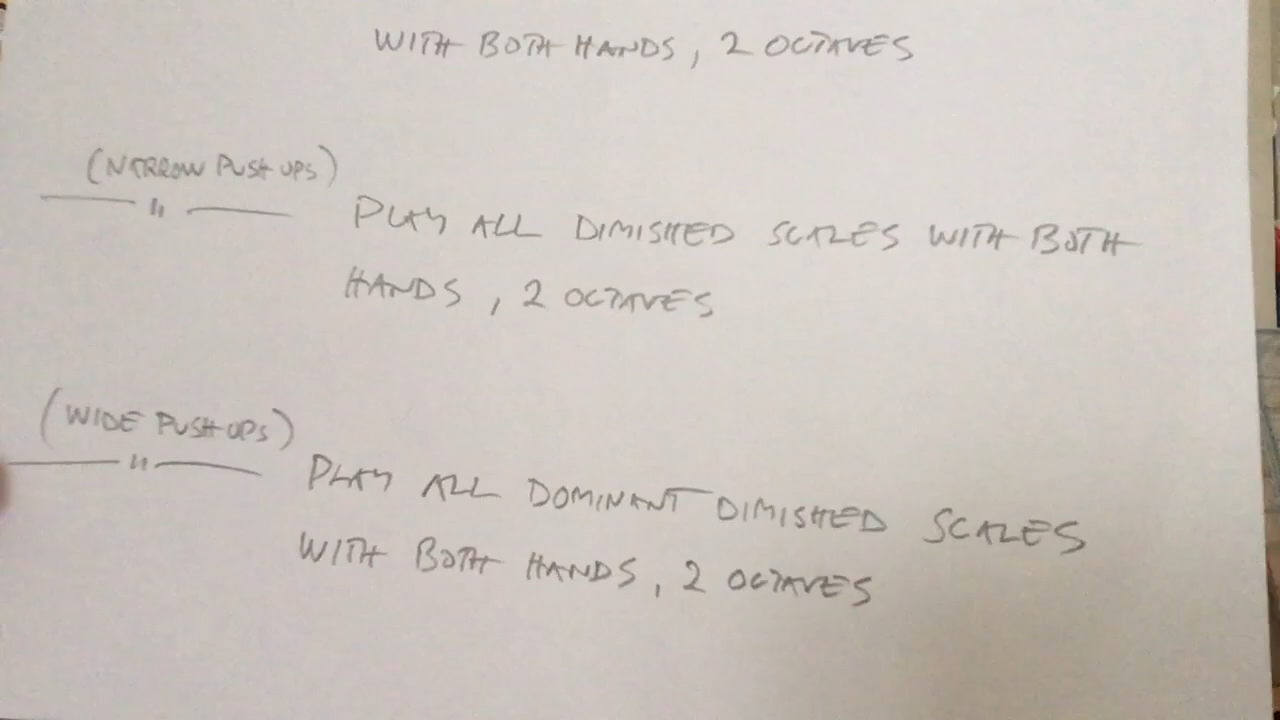 WITH BOTH HANDS, 2 OCTAVES
(NARROW PUSH UPS)
—— " —— PLAY ALL DIMISHED SCALES WITH BOTH
HANDS, 2 OCTAVES
(WIDE PUSH UPS)
—— " —— PLAY ALL DOMINANT DIMISHED SCALES
WITH BOTH HANDS, 2 OCTAVES